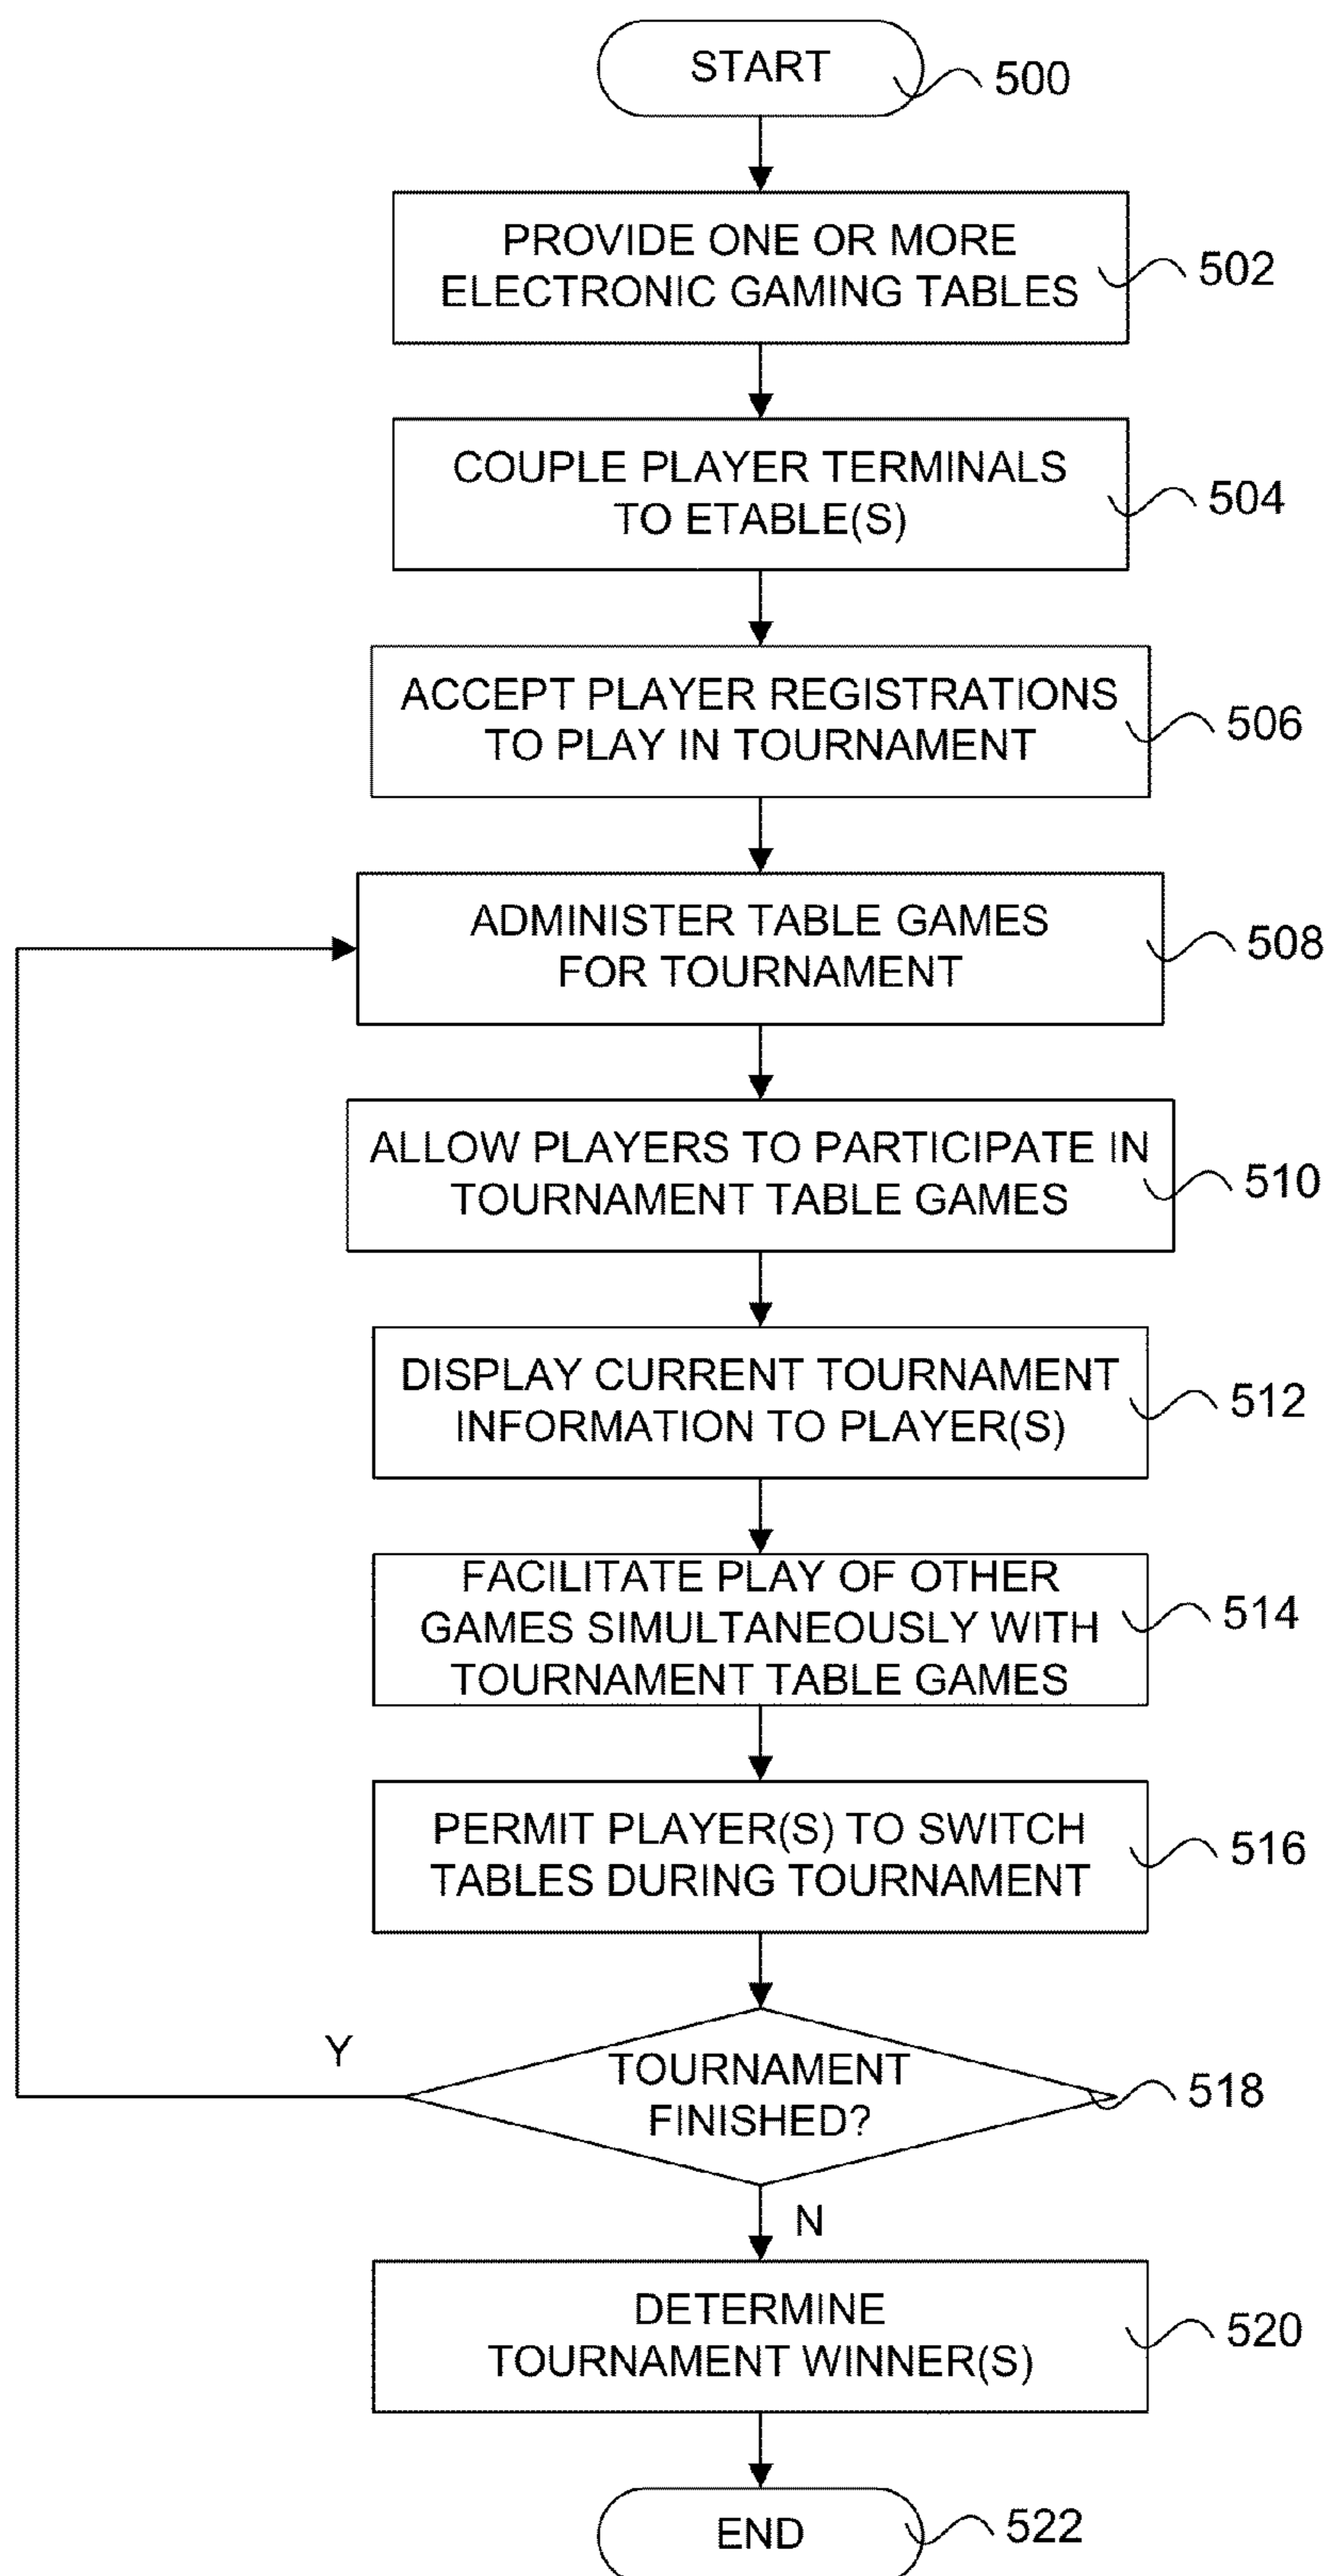 START
500
PROVIDE ONE OR MORE
ELECTRONIC GAMING TABLES
502
COUPLE PLAYER TERMINALS
TO ETABLE(S)
504
ACCEPT PLAYER REGISTRATIONS
TO PLAY IN TOURNAMENT
506
ADMINISTER TABLE GAMES
FOR TOURNAMENT
508
ALLOW PLAYERS TO PARTICIPATE IN
TOURNAMENT TABLE GAMES
510
DISPLAY CURRENT TOURNAMENT
INFORMATION TO PLAYER(S)
512
FACILITATE PLAY OF OTHER
GAMES SIMULTANEOUSLY WITH
TOURNAMENT TABLE GAMES
514
PERMIT PLAYER(S) TO SWITCH
TABLES DURING TOURNAMENT
516
Y
TOURNAMENT
FINISHED?
518
N
DETERMINE
TOURNAMENT WINNER(S)
520
END
522